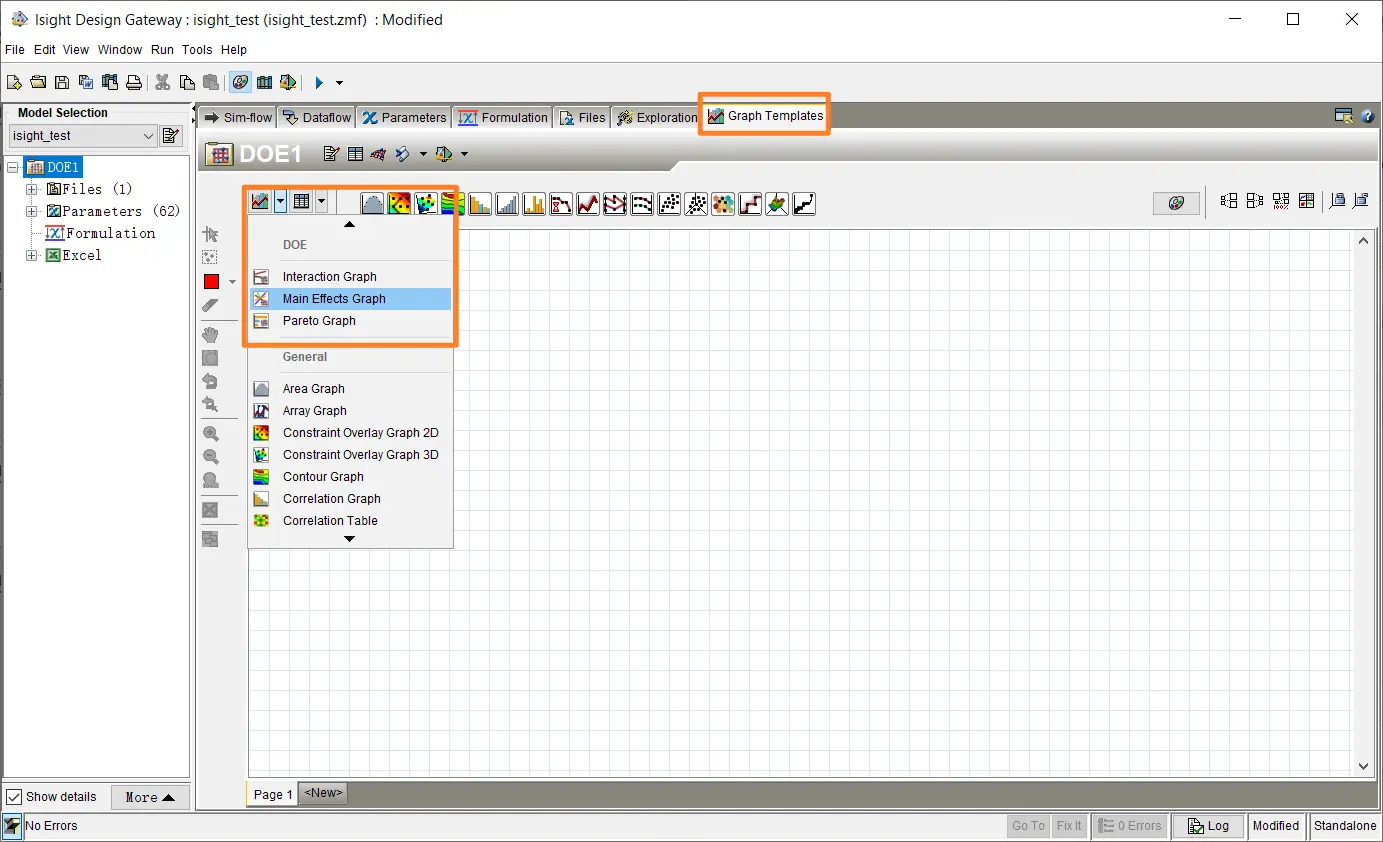 Isight Design Gateway : isight_test (isight_test.zmf)  : Modified
File Edit View Window Run Tools Help
Model Selection
isight_test
DOE1
Files (1)
Parameters (62)
Formulation
Excel
Sim-flow Dataflow Parameters Formulation Files Exploration Graph Templates
DOE1
DOE
Interaction Graph
Main Effects Graph
Pareto Graph
General
Area Graph
Array Graph
Constraint Overlay Graph 2D
Constraint Overlay Graph 3D
Contour Graph
Correlation Graph
Correlation Table
Page 1 <New>
Show details More
No Errors
Go To Fix It 0 Errors Log Modified Standalone